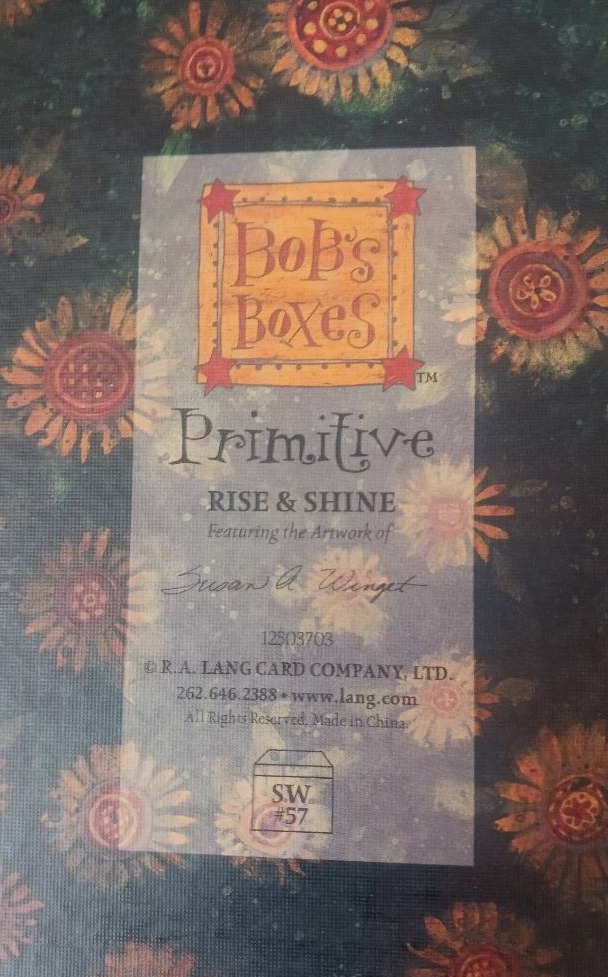 Bob's
Boxes
TM
Primitive
RISE & SHINE
Featuring the Artwork of
Susan A. Winget
12503703
© R.A. LANG CARD COMPANY, LTD.
262.646.2388 • www.lang.com
All Rights Reserved. Made in China.
SW
#57